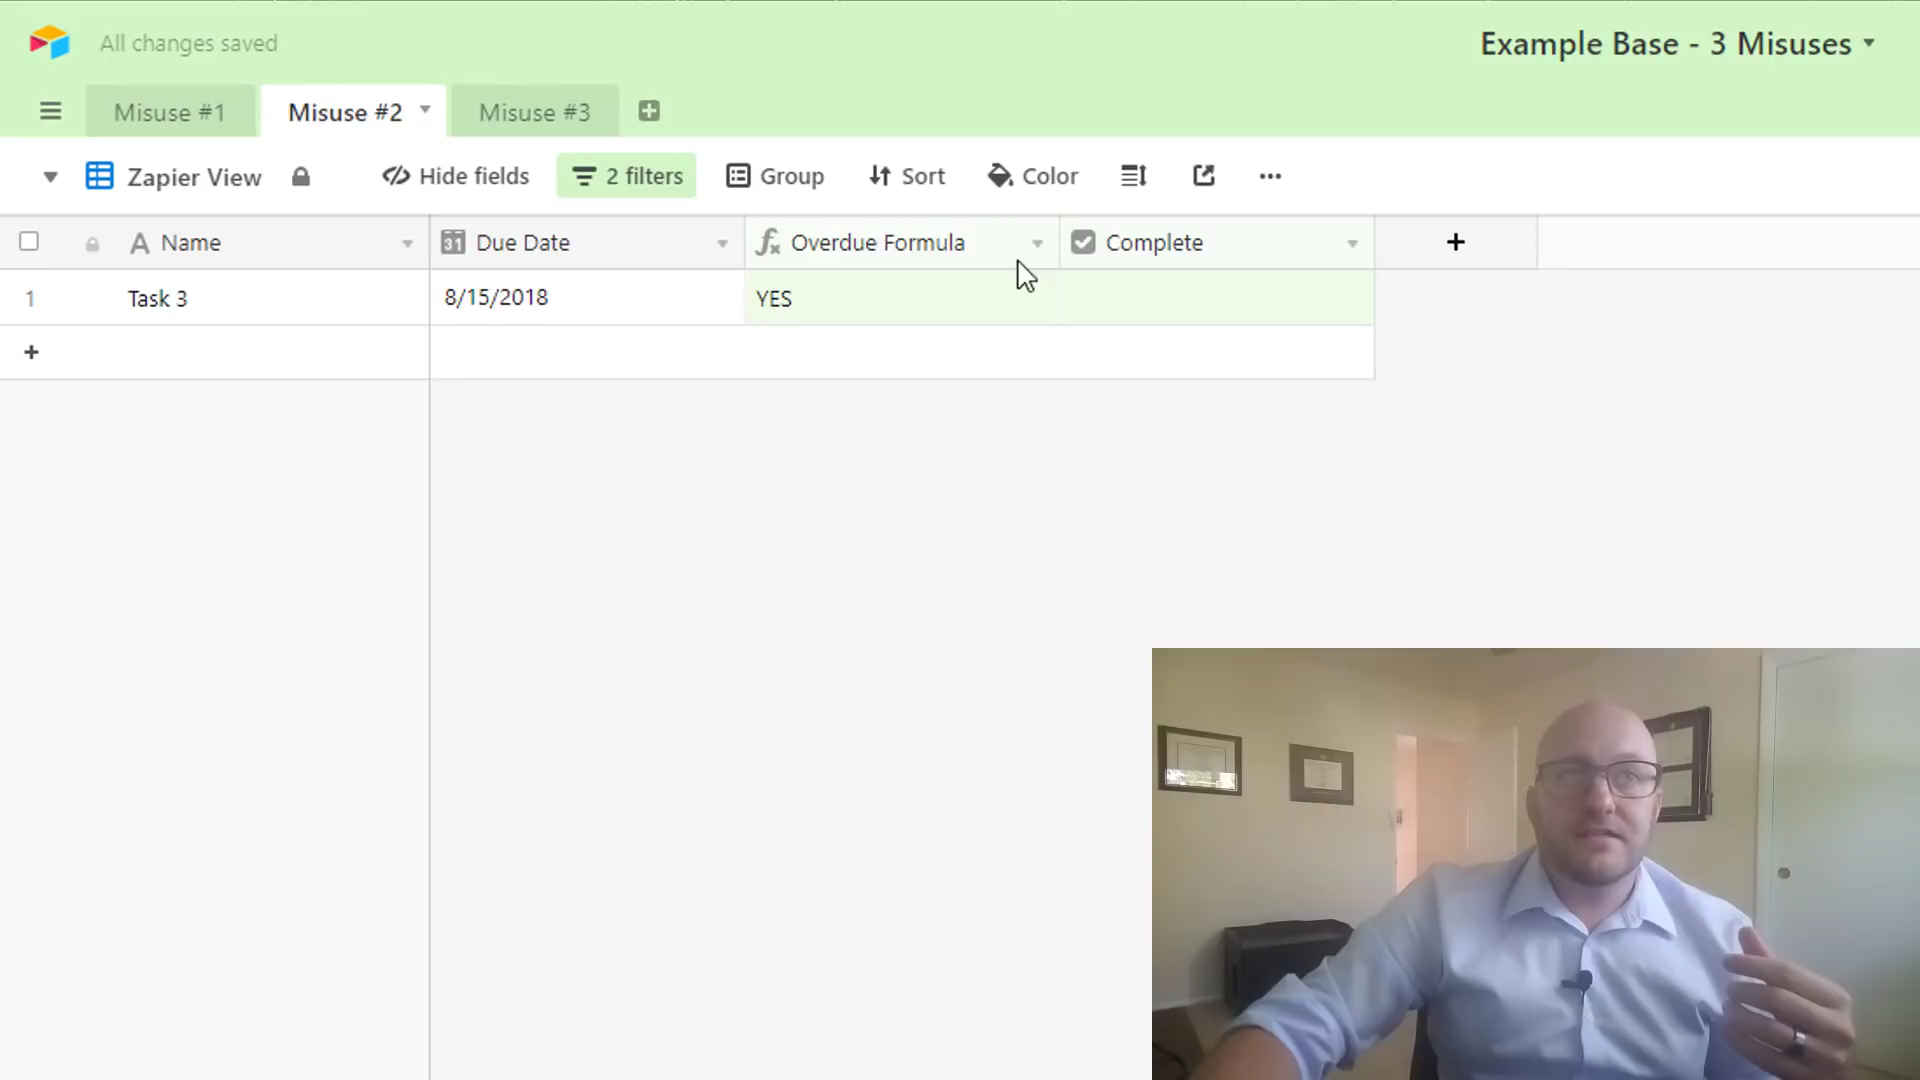 All changes saved
Example Base - 3 Misuses
Misuse #1
Misuse #2
Misuse #3
Zapier View
Hide fields
2 filters
Group
Sort
Color
Name
31
Due Date
Overdue Formula
Complete
1
Task 3
8/15/2018
YES